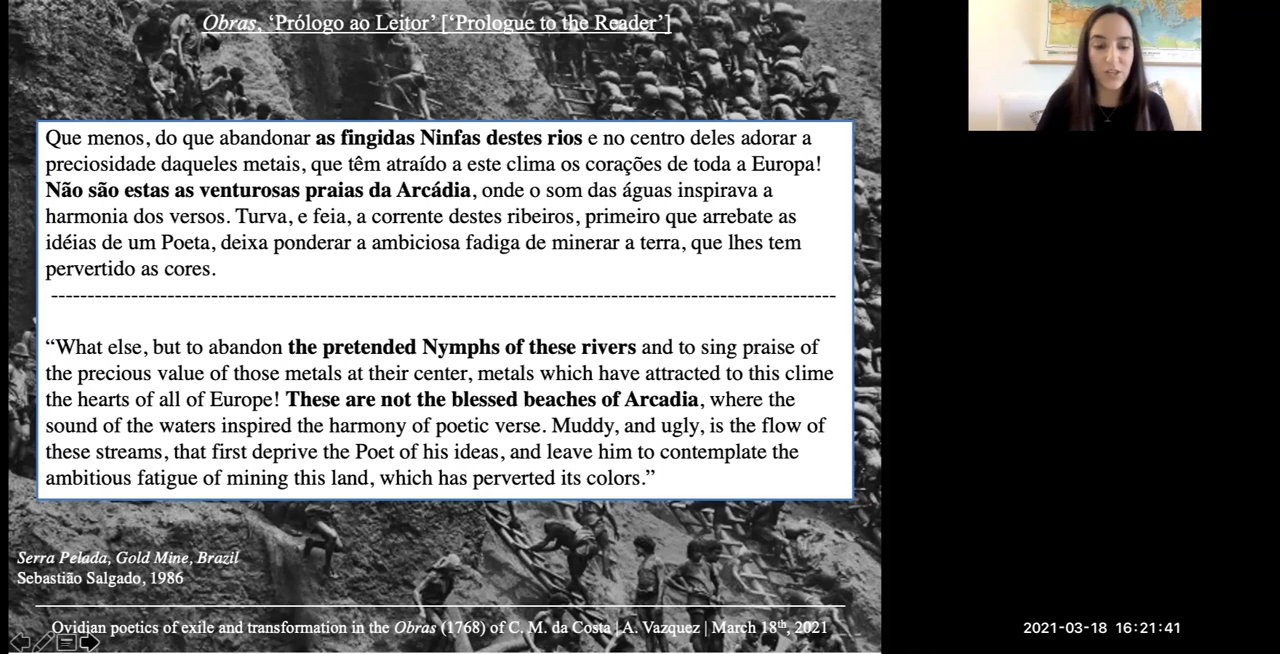 Obras, ‘Prólogo ao Leitor’ [‘Prologue to the Reader’]
Que menos, do que abandonar as fingidas Ninfas destes rios e no centro deles adorar a
preciosidade daqueles metais, que têm atraído a este clima os corações de toda a Europa!
Não são estas as venturosas praias da Arcádia, onde o som das águas inspirava a
harmonia dos versos. Turva, e feia, a corrente destes ribeiros, primeiro que arrebate as
idéias de um Poeta, deixa ponderar a ambiciosa fadiga de minerar a terra, que lhes tem
pervertido as cores.
--------------------------------------------------------------------------------------------------------------
“What else, but to abandon the pretended Nymphs of these rivers and to sing praise of
the precious value of those metals at their center, metals which have attracted to this clime
the hearts of all of Europe! These are not the blessed beaches of Arcadia, where the
sound of the waters inspired the harmony of poetic verse. Muddy, and ugly, is the flow of
these streams, that first deprive the Poet of his ideas, and leave him to contemplate the
ambitious fatigue of mining this land, which has perverted its colors.”
Serra Pelada, Gold Mine, Brazil
Sebastião Salgado, 1986
Ovidian poetics of exile and transformation in the Obras (1768) of C. M. da Costa | A. Vazquez | March 18th, 2021
2021-03-18 16:21:41